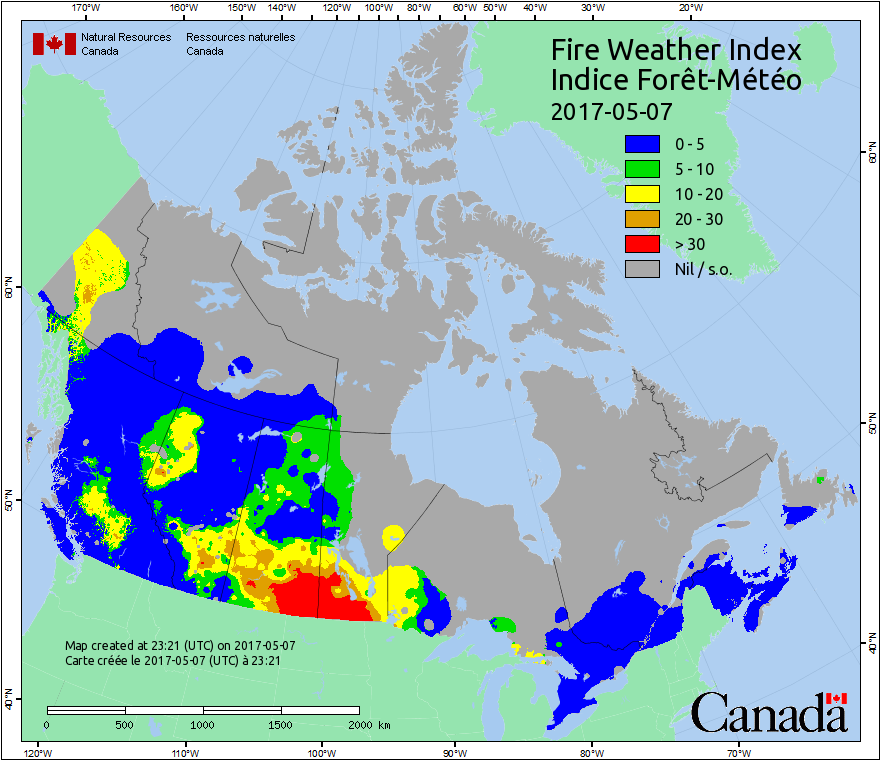 170°W 160°W 150°W 140°W 130°W 120°W 110°W 100°W 90°W 80°W 70°W 60°W 50°W 40°W 30°W 20°W
Natural Resources Ressources naturelles
Canada Canada
Fire Weather Index
Indice Forêt-Météo
2017-05-07
0 - 5
5 - 10
10 - 20
20 - 30
> 30
Nil / s.o.
60°N
60°N
50°N
50°N
40°N
40°N
Map created at 23:21 (UTC) on 2017-05-07
Carte créée le 2017-05-07 (UTC) à 23:21
0 500 1000 1500 2000 km
Canada
120°W 110°W 100°W 90°W 80°W 70°W